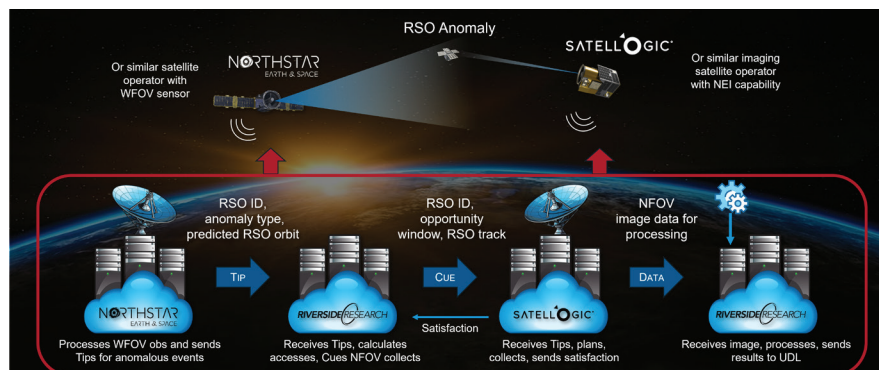 RSO Anomaly
NORTHSTAR
EARTH & SPACE
SATELLOGIC
Or similar satellite
operator with
WFOV sensor
Or similar imaging
satellite operator
with NEI capability
RSO ID,
anomaly type,
predicted RSO orbit
RSO ID,
opportunity
window, RSO track
NFOV
image data for
processing
TIP
CUE
DATA
NORTHSTAR
EARTH & SPACE
RIVERSIDE RESEARCH
SATELLOGIC
RIVERSIDE RESEARCH
Satisfaction
Processes WFOV obs and sends
Tips for anomalous events
Receives Tips, calculates
accesses, Cues NFOV collects
Receives Tips, plans,
collects, sends satisfaction
Receives image, processes, sends
results to UDL